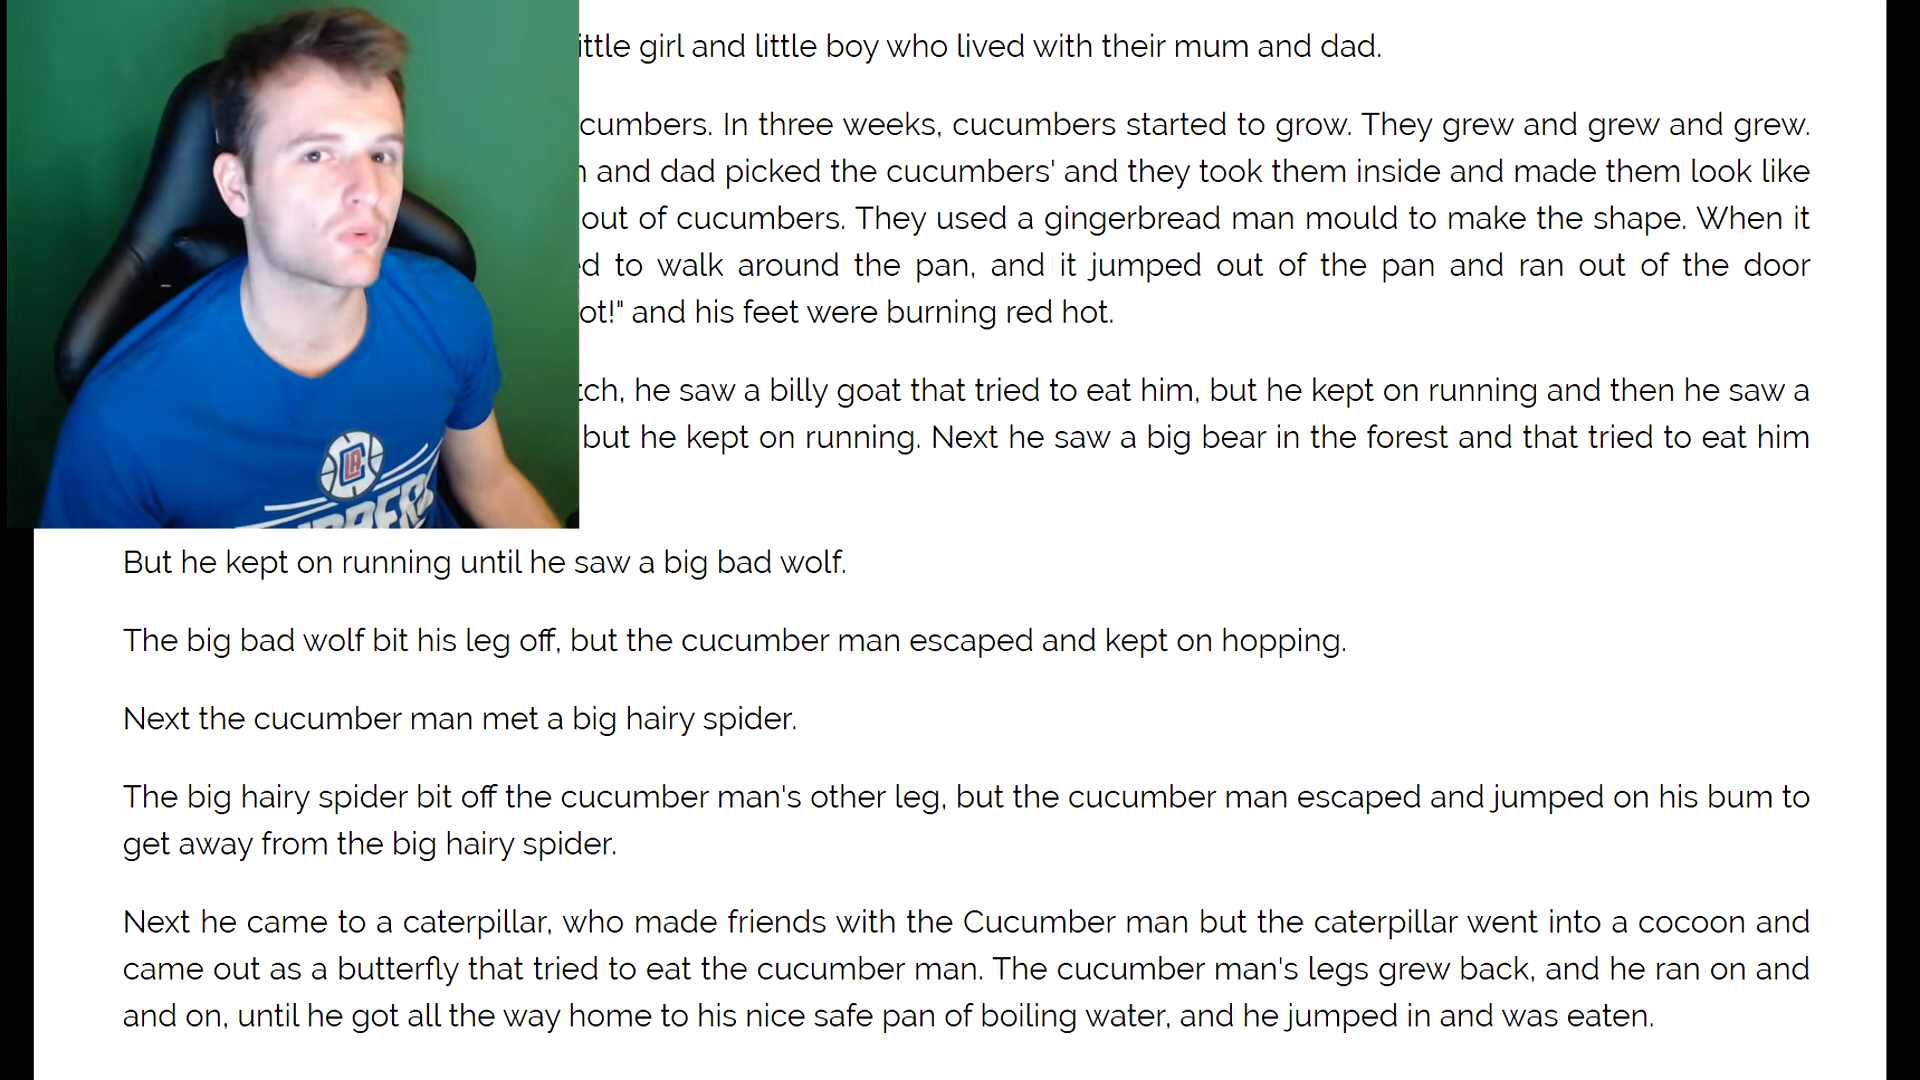 little girl and little boy who lived with their mum and dad.
cumbers. In three weeks, cucumbers started to grow. They grew and grew and grew.
and dad picked the cucumbers' and they took them inside and made them look like
out of cucumbers. They used a gingerbread man mould to make the shape. When it
to walk around the pan, and it jumped out of the pan and ran out of the door
ot!" and his feet were burning red hot.
tch, he saw a billy goat that tried to eat him, but he kept on running and then he saw a
but he kept on running. Next he saw a big bear in the forest and that tried to eat him
LA
CLIPPERS
But he kept on running until he saw a big bad wolf.
The big bad wolf bit his leg off, but the cucumber man escaped and kept on hopping.
Next the cucumber man met a big hairy spider.
The big hairy spider bit off the cucumber man's other leg, but the cucumber man escaped and jumped on his bum to
get away from the big hairy spider.
Next he came to a caterpillar, who made friends with the Cucumber man but the caterpillar went into a cocoon and
came out as a butterfly that tried to eat the cucumber man. The cucumber man's legs grew back, and he ran on and
and on, until he got all the way home to his nice safe pan of boiling water, and he jumped in and was eaten.